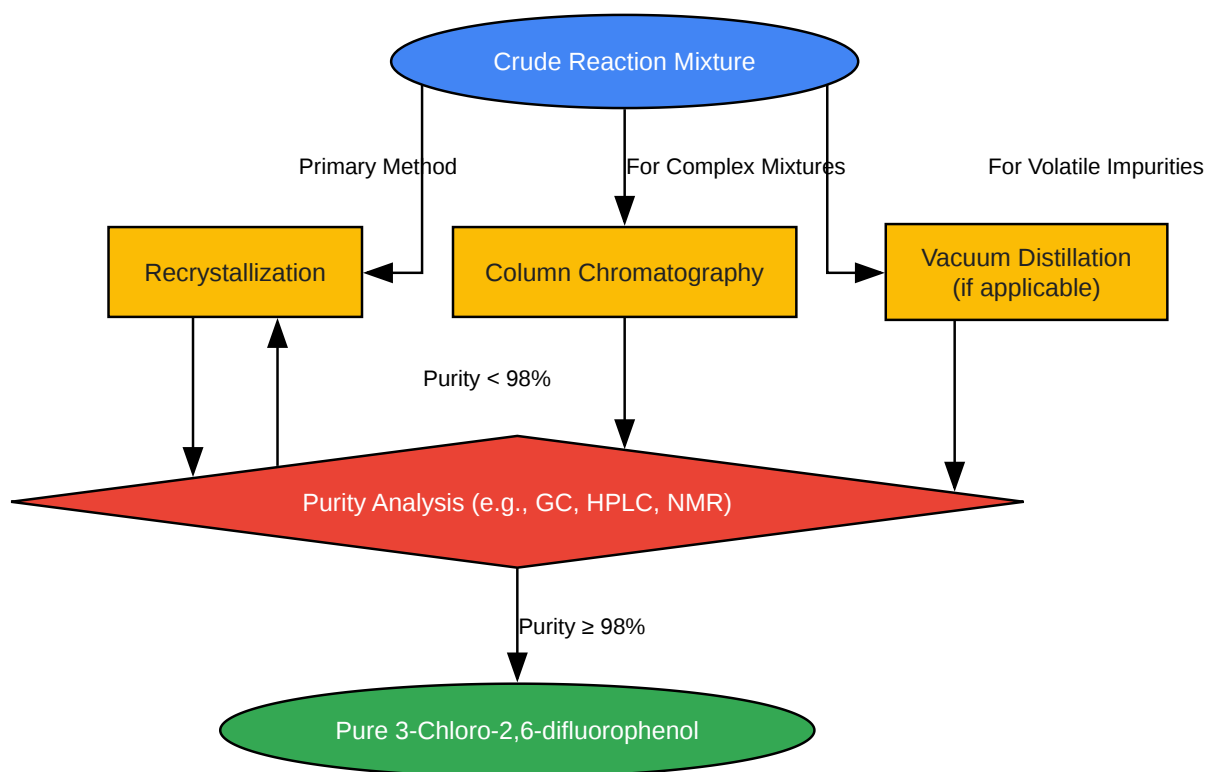 Crude Reaction Mixture
Primary Method
For Complex Mixtures
For Volatile Impurities
Recrystallization
Column Chromatography
Vacuum Distillation
(if applicable)
Purity < 98%
Purity Analysis (e.g., GC, HPLC, NMR)
Purity ≥ 98%
Pure 3-Chloro-2,6-difluorophenol